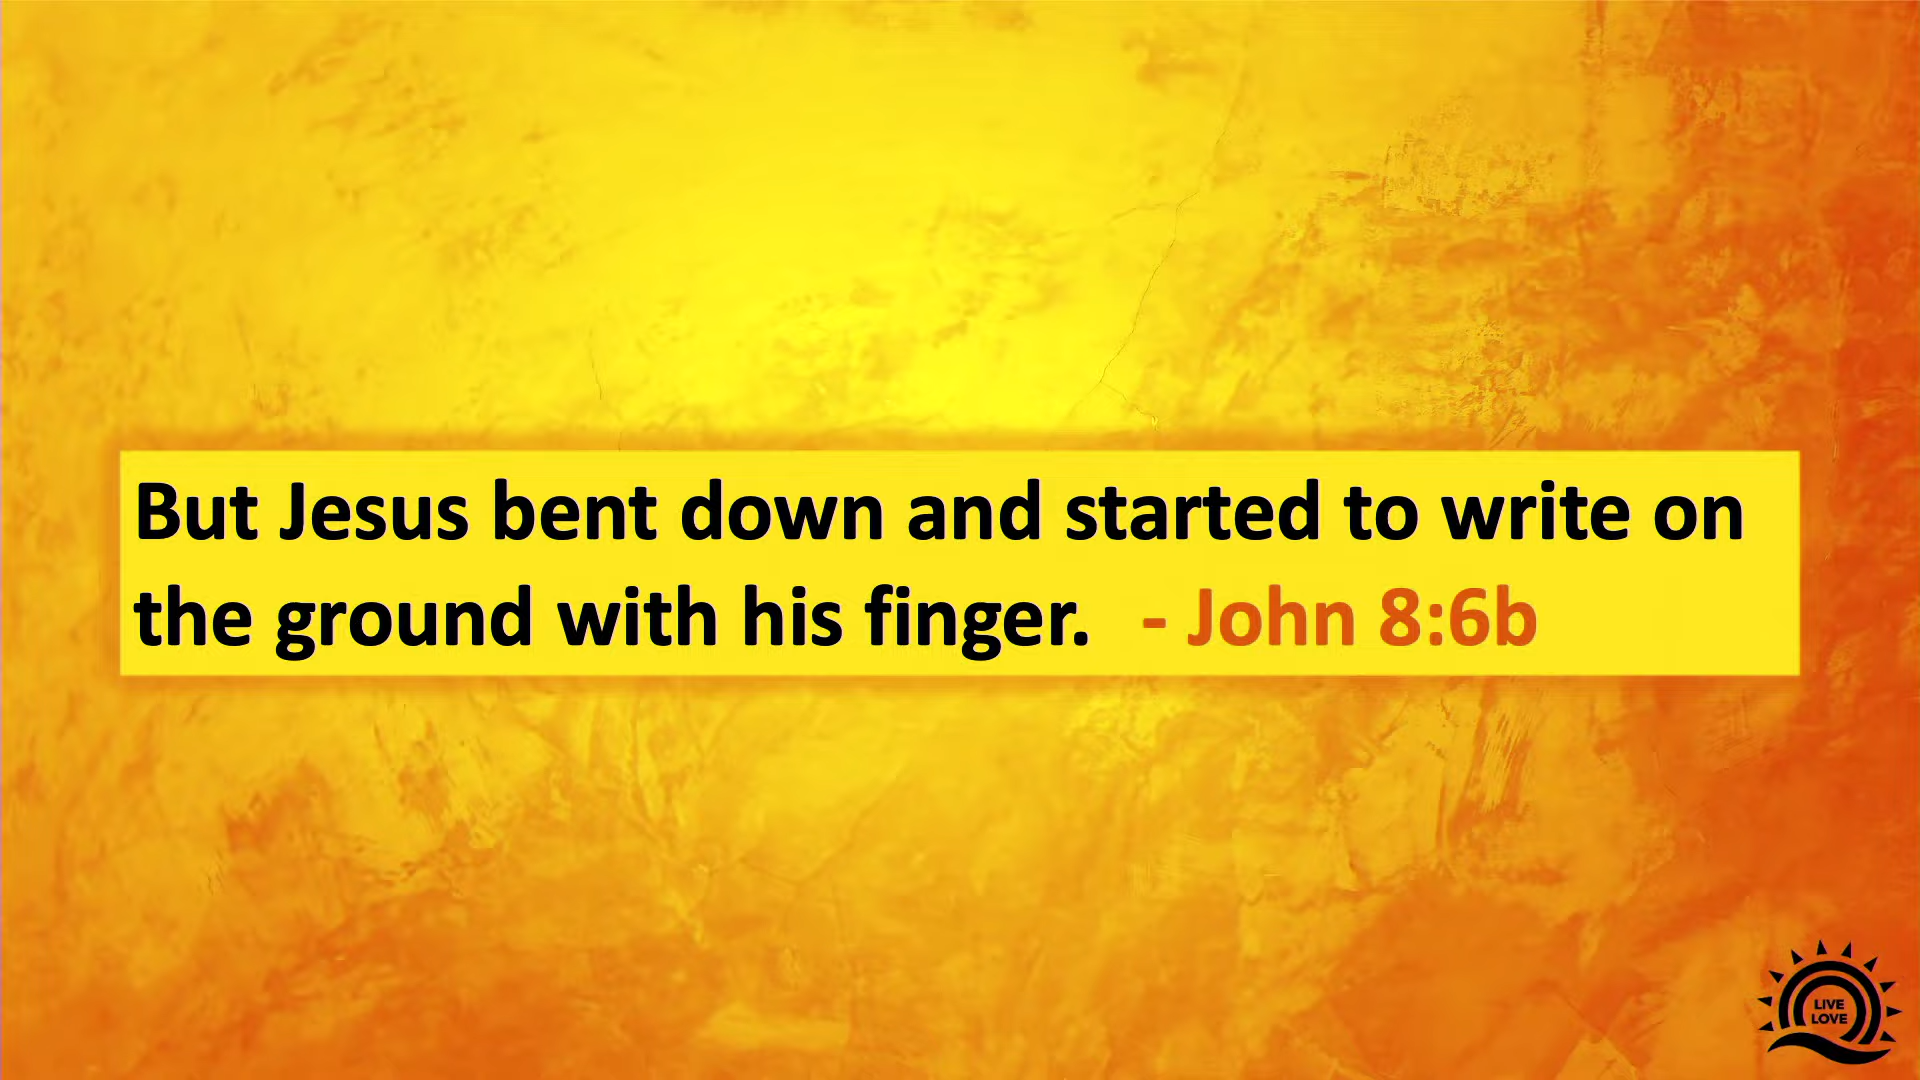 But Jesus bent down and started to write on
the ground with his finger. - John 8:6b
LIVE
LOVE